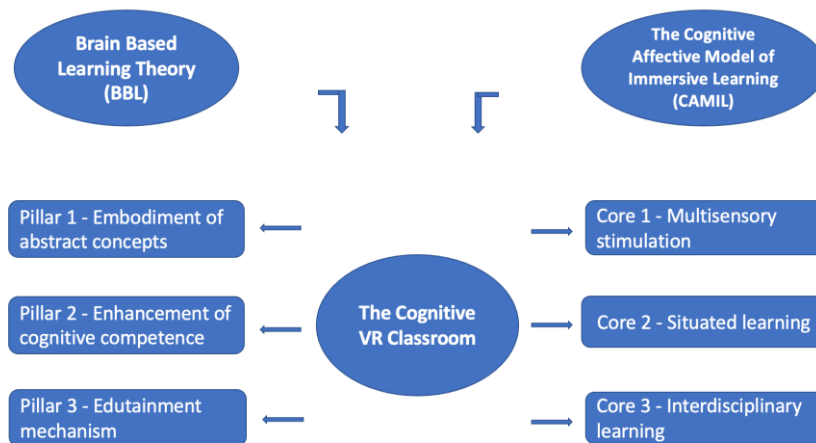 Brain Based
Learning Theory
(BBL)
The Cognitive
Affective Model of
Immersive Learning
(CAMIL)
Pillar 1 - Embodiment of
abstract concepts
Core 1 - Multisensory
stimulation
Pillar 2 - Enhancement of
cognitive competence
The Cognitive
VR Classroom
Core 2 - Situated learning
Pillar 3 - Edutainment
mechanism
Core 3 - Interdisciplinary
learning